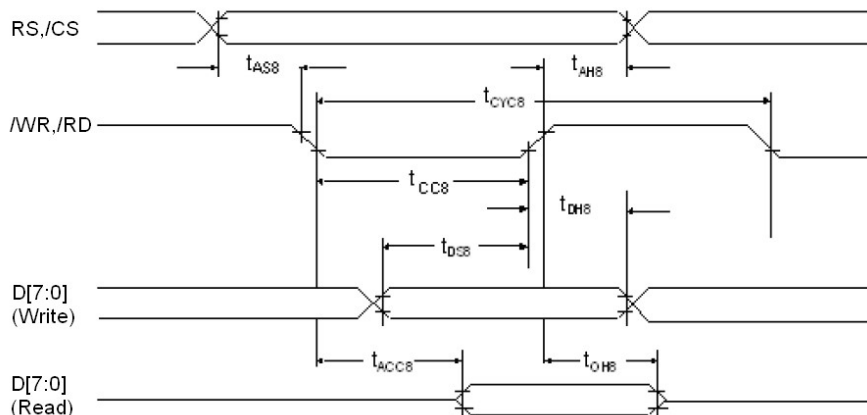 RS,/CS
tAS8
tAH8
tCYC8
/WR,/RD
tCC8
tDH8
tDS8
D[7:0]
(Write)
tACC8
tOH8
D[7:0]
(Read)